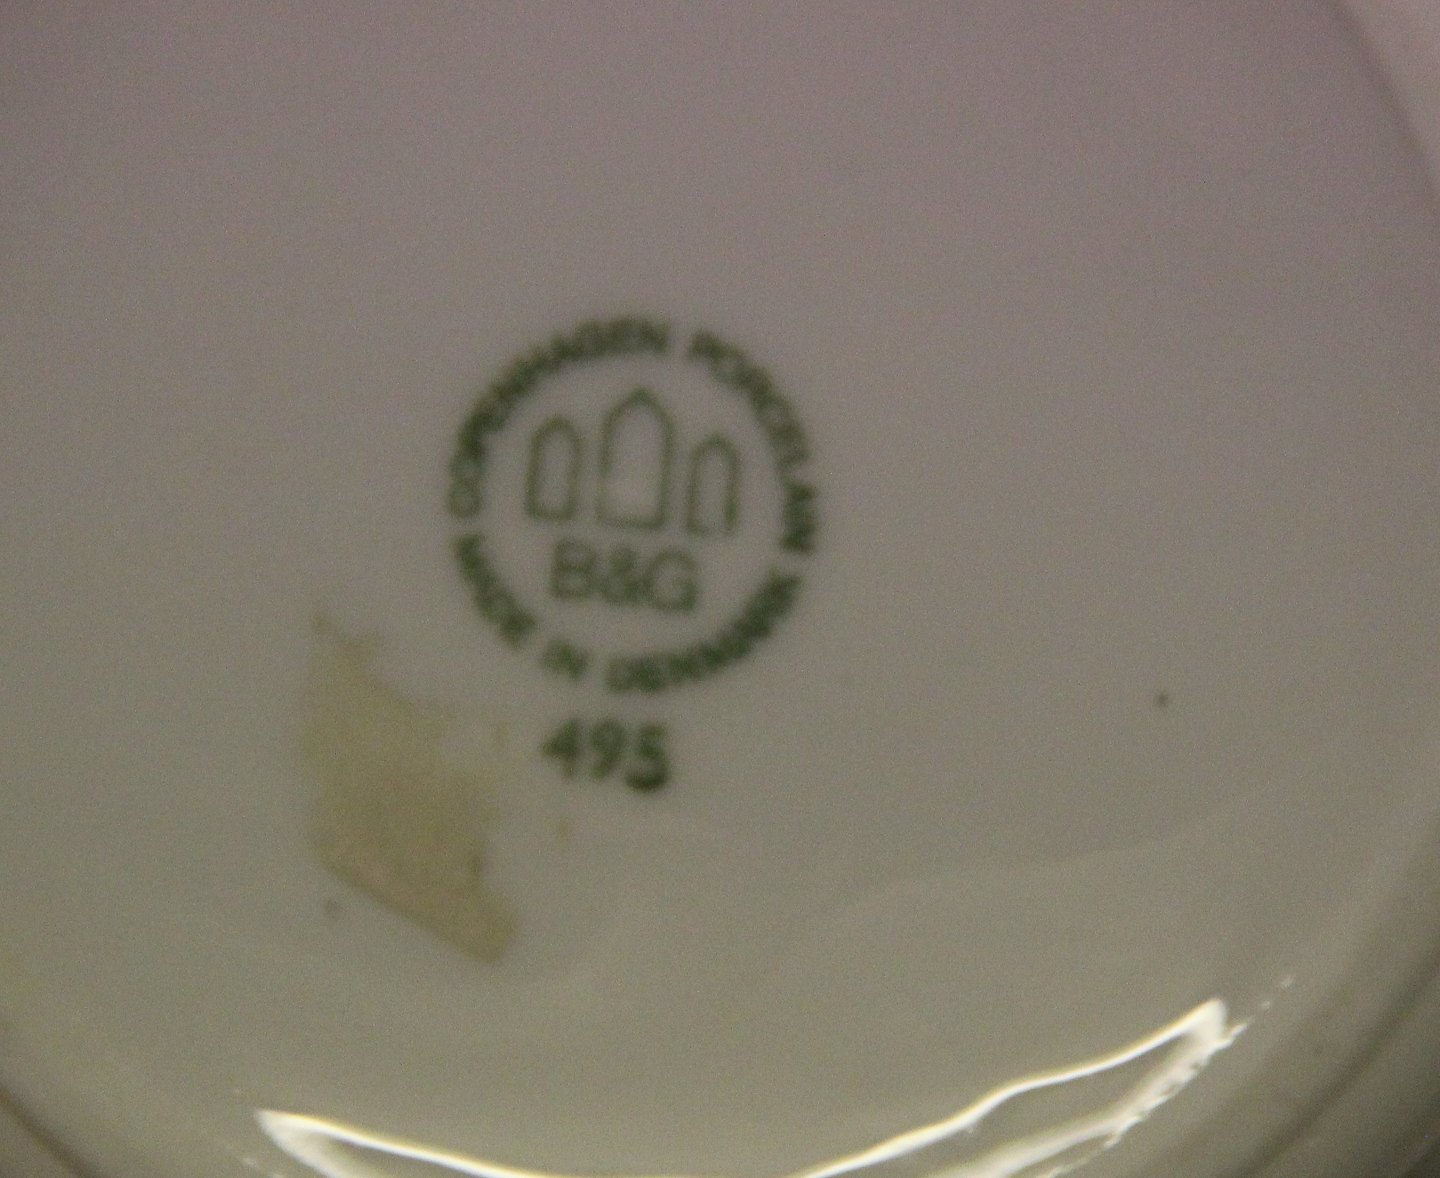 COPENHAGEN PORCELAIN
B&G
MADE IN DENMARK
495